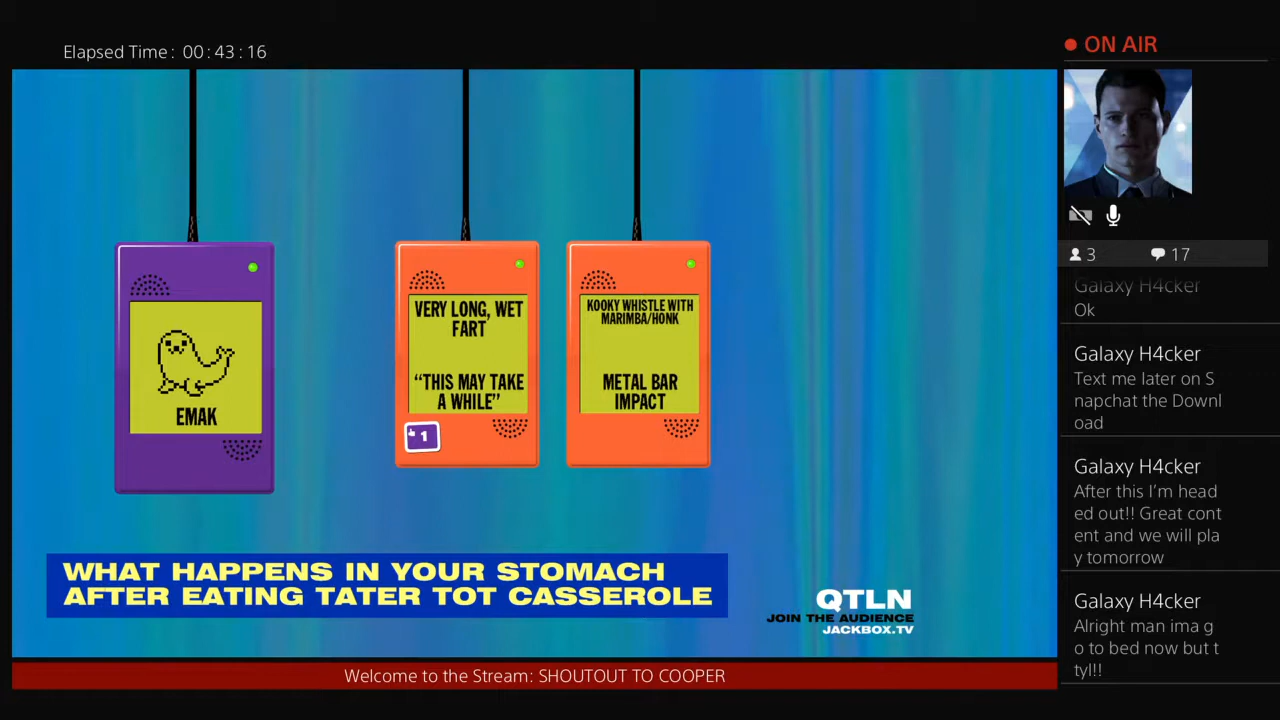 Elapsed Time: 00:43:16
ON AIR
3
17
Galaxy H4cker
Ok
Galaxy H4cker
Text me later on S
napchat the Downl
oad
Galaxy H4cker
After this I’m head
ed out!! Great cont
ent and we will pla
y tomorrow
Galaxy H4cker
Alright man ima g
o to bed now but t
tyl!!
EMAK
VERY LONG, WET
FART
“THIS MAY TAKE
A WHILE”
1
KOOKY WHISTLE WITH
MARIMBA/HONK
METAL BAR
IMPACT
WHAT HAPPENS IN YOUR STOMACH
AFTER EATING TATER TOT CASSEROLE
QTLN
JOIN THE AUDIENCE
JACKBOX.TV
Welcome to the Stream: SHOUTOUT TO COOPER